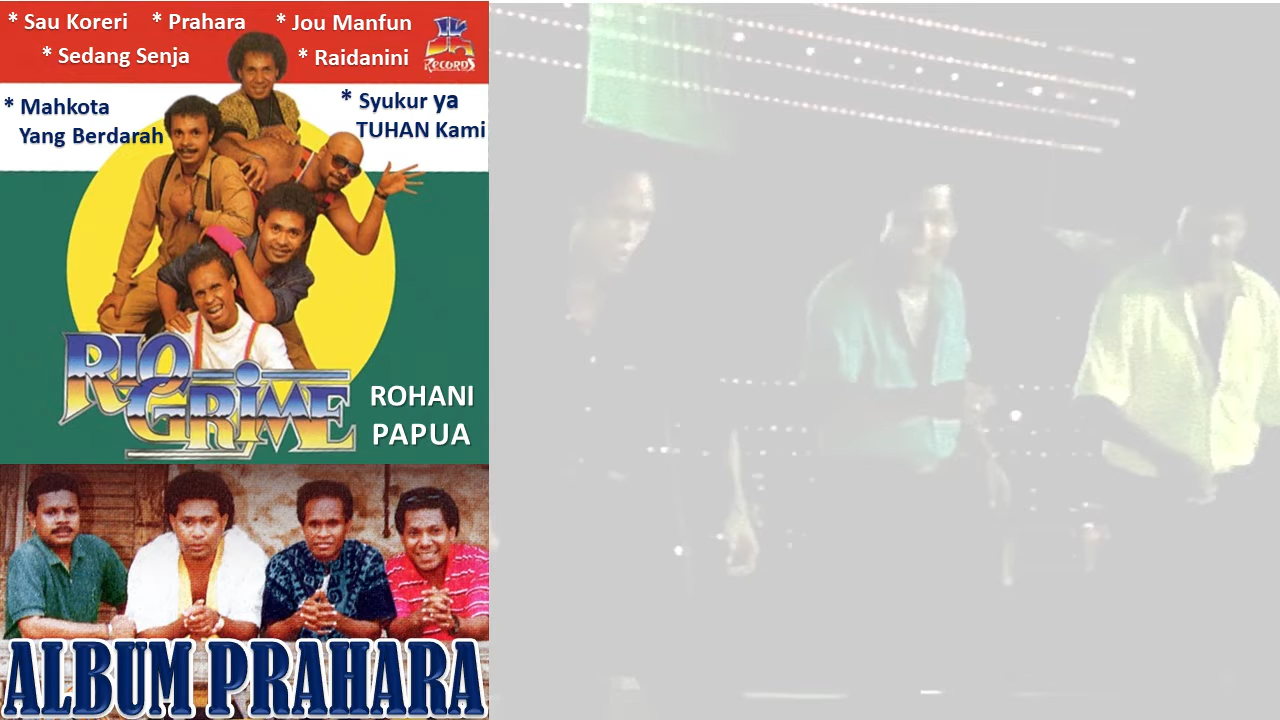 * Sau Koreri * Prahara * Jou Manfun
* Sedang Senja * Raidanini
JK
RECORDS
* Mahkota
Yang Berdarah
* Syukur ya
TUHAN Kami
RIO
GRIME
ROHANI
PAPUA
ALBUM PRAHARA